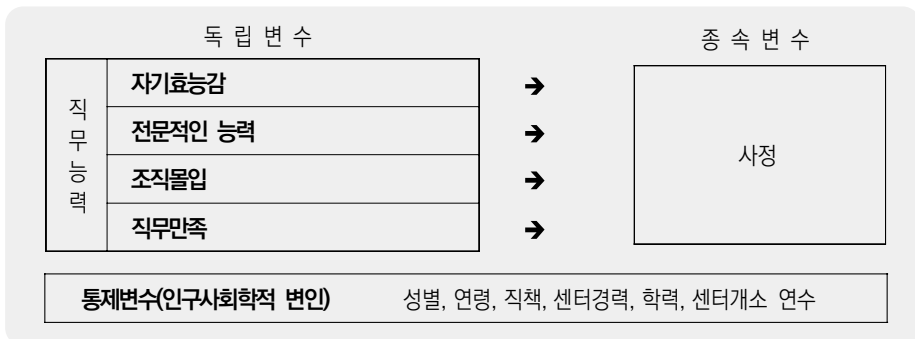 독 립 변 수
종 속 변 수
직무능력
자기효능감 ➔
전문적인 능력 ➔
조직몰입 ➔
직무만족 ➔
사정
통제변수(인구사회학적 변인) 성별, 연령, 직책, 센터경력, 학력, 센터개소 연수